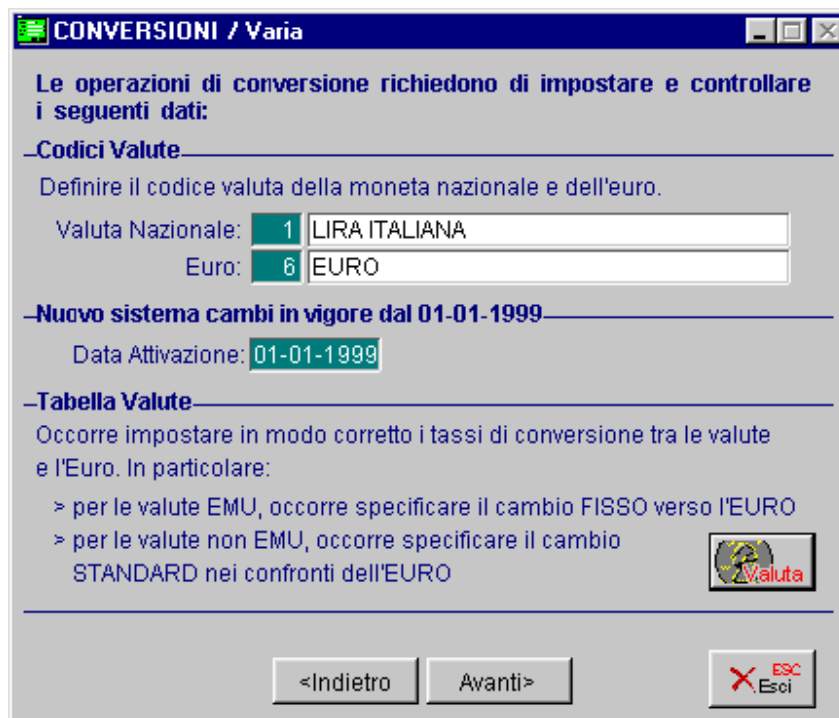 CONVERSIONI / Varia
Le operazioni di conversione richiedono di impostare e controllare
i seguenti dati:
Codici Valute
Definire il codice valuta della moneta nazionale e dell'euro.
Valuta Nazionale: 1 LIRA ITALIANA
Euro: 6 EURO
Nuovo sistema cambi in vigore dal 01-01-1999
Data Attivazione: 01-01-1999
Tabella Valute
Occorre impostare in modo corretto i tassi di conversione tra le valute
e l'Euro. In particolare:
> per le valute EMU, occorre specificare il cambio FISSO verso l'EURO
> per le valute non EMU, occorre specificare il cambio
STANDARD nei confronti dell'EURO
Valuta
<Indietro Avanti> ESC
Esci